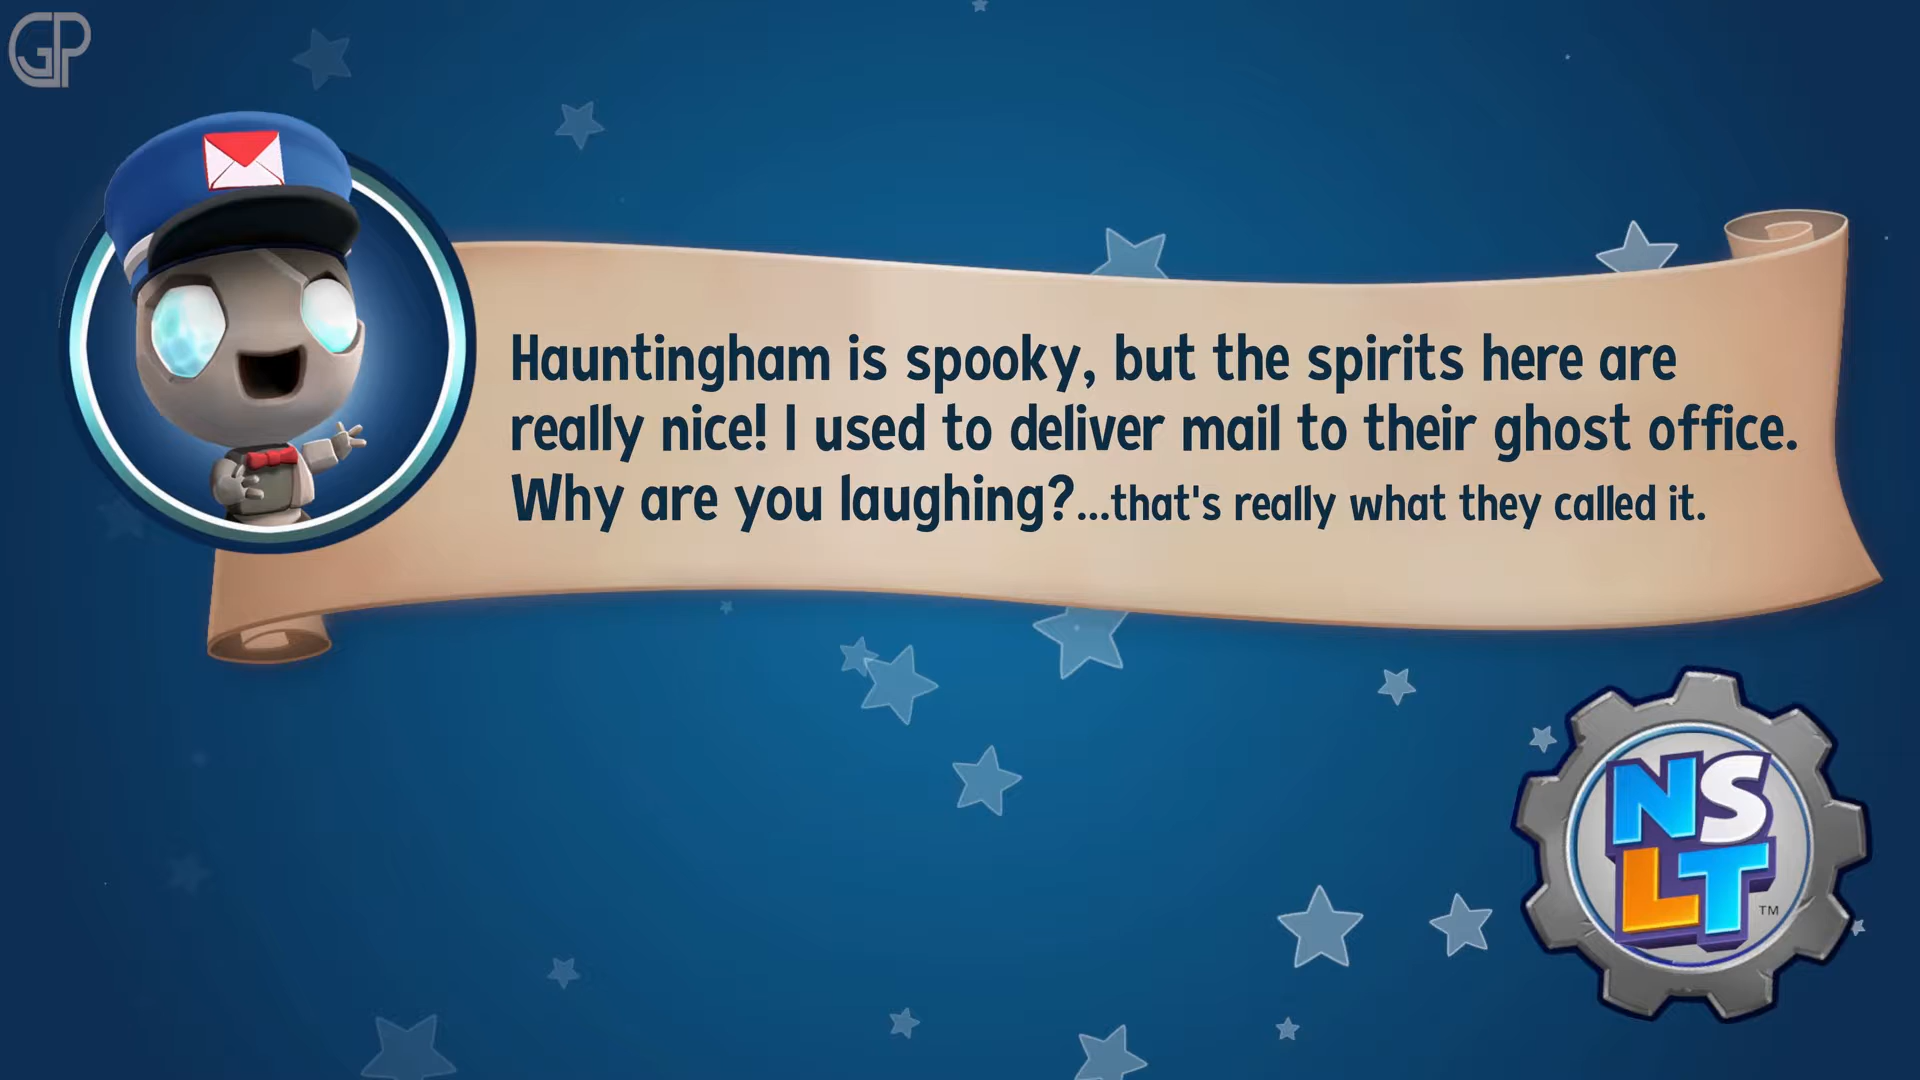 GP
Hauntingham is spooky, but the spirits here are
really nice! I used to deliver mail to their ghost office.
Why are you laughing?...that's really what they called it.
NS
LT
TM